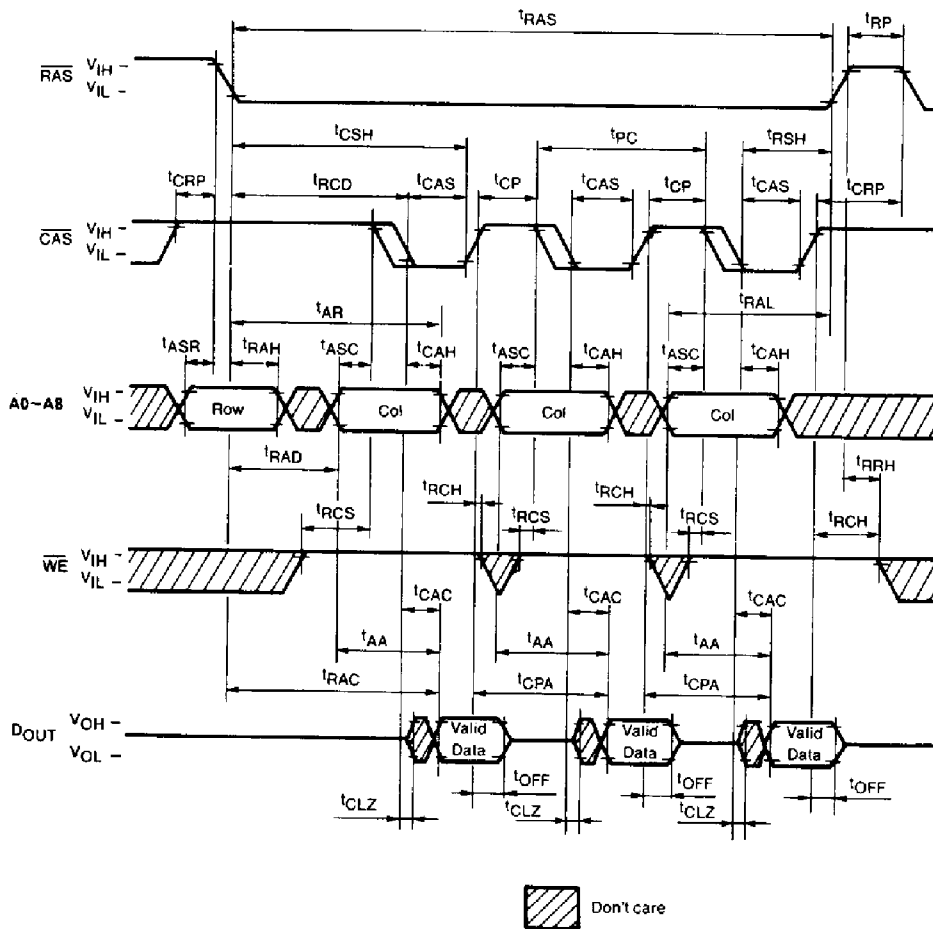 tRAS tRP
RAS VIH
VIL
tCSH tPC tRSH
tCRP tRCD tCAS tCP tCAS tCP tCAS tCRP
CAS VIH
VIL
tAR tRAL
tASR tRAH tASC tCAH tASC tCAH tASC tCAH
A0~A8 VIH
VIL
Row Col Col Col
tRAD tRRH
tRCH tRCH
tRCS tRCS tRCS tRCH
WE VIH
VIL
tCAC tCAC tCAC
tAA tAA tAA
tRAC tCPA tCPA
DOUT VOH
VOL
Valid Data Valid Data Valid Data
tOFF tOFF tOFF
tCLZ tCLZ tCLZ
Don't care